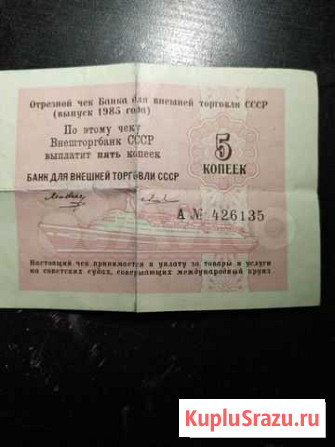 Отрезной чек Банка для внешней торговли СССР
(выпуск 1985 года)
По этому чеку
Внешторгбанк СССР
выплатит пять копеек
5
КОПЕЕК
БАНК ДЛЯ ВНЕШНЕЙ ТОРГОВЛИ СССР
А № 426135
Настоящий чек принимается в уплату за товары и услуги
на советских судах, совершающих международный круиз
KupluSrazu.ru